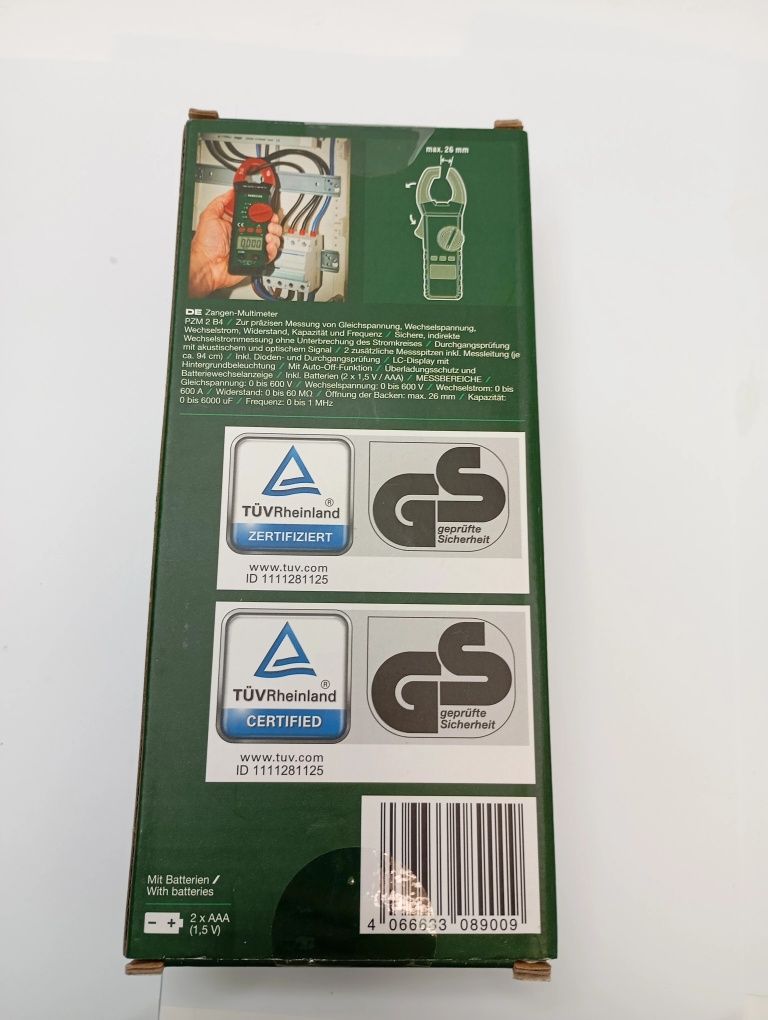 max. 26 mm
DE Zangen-Multimeter
PZM 2 B4 / Zur präzisen Messung von Gleichspannung, Wechselspannung,
Wechselstrom, Widerstand, Kapazität und Frequenz / Sichere, indirekte
Wechselstrommessung ohne Unterbrechung des Stromkreises / Durchgangsprüfung
mit akustischem und optischem Signal / 2 zusätzliche Messspitzen inkl. Messleitung (je
ca. 94 cm) / Inkl. Dioden- und Durchgangsprüfung / LC-Display mit
Hintergrundbeleuchtung / Mit Auto-Off-Funktion / Überladungsschutz und
Batteriewechselanzeige / Inkl. Batterien (2 x 1,5 V / AAA) / MESSBEREICHE /
Gleichspannung: 0 bis 600 V / Wechselspannung: 0 bis 600 V / Wechselstrom: 0 bis
600 A / Widerstand: 0 bis 60 MΩ / Öffnung der Backen: max. 26 mm / Kapazität:
0 bis 6000 uF / Frequenz: 0 bis 1 MHz
TÜVRheinland®
ZERTIFIZIERT
GS
geprüfte
Sicherheit
www.tuv.com
ID 1111281125
TÜVRheinland®
CERTIFIED
GS
geprüfte
Sicherheit
www.tuv.com
ID 1111281125
Mit Batterien /
With batteries
2 x AAA
(1,5 V)
4 066633 089009